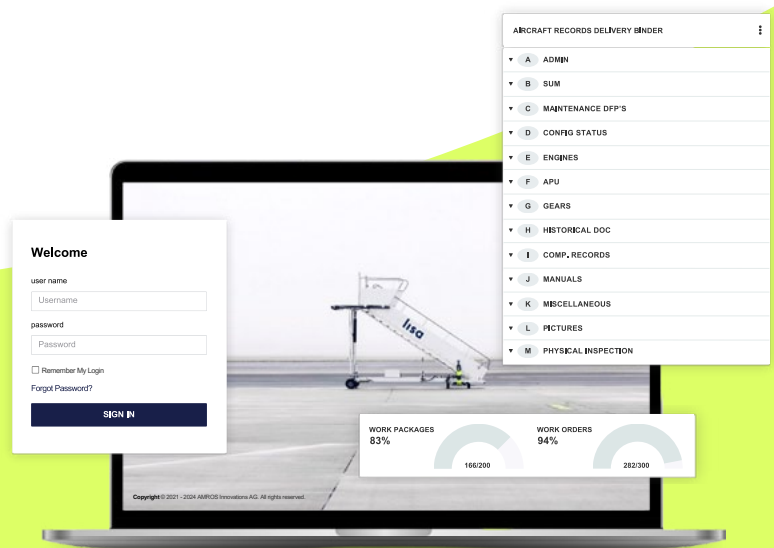 AIRCRAFT RECORDS DELIVERY BINDER
A ADMIN
B SUM
C MAINTENANCE DFP'S
D CONFIG STATUS
E ENGINES
F APU
G GEARS
H HISTORICAL DOC
I COMP. RECORDS
J MANUALS
K MISCELLANEOUS
L PICTURES
M PHYSICAL INSPECTION
Welcome
user name
Username
password
Password
Remember My Login
Forgot Password?
SIGN IN
lisa
WORK PACKAGES
83%
166/200
WORK ORDERS
94%
282/300
Copyright © 2021 - 2024 AMROS Innovations AG. All rights reserved.